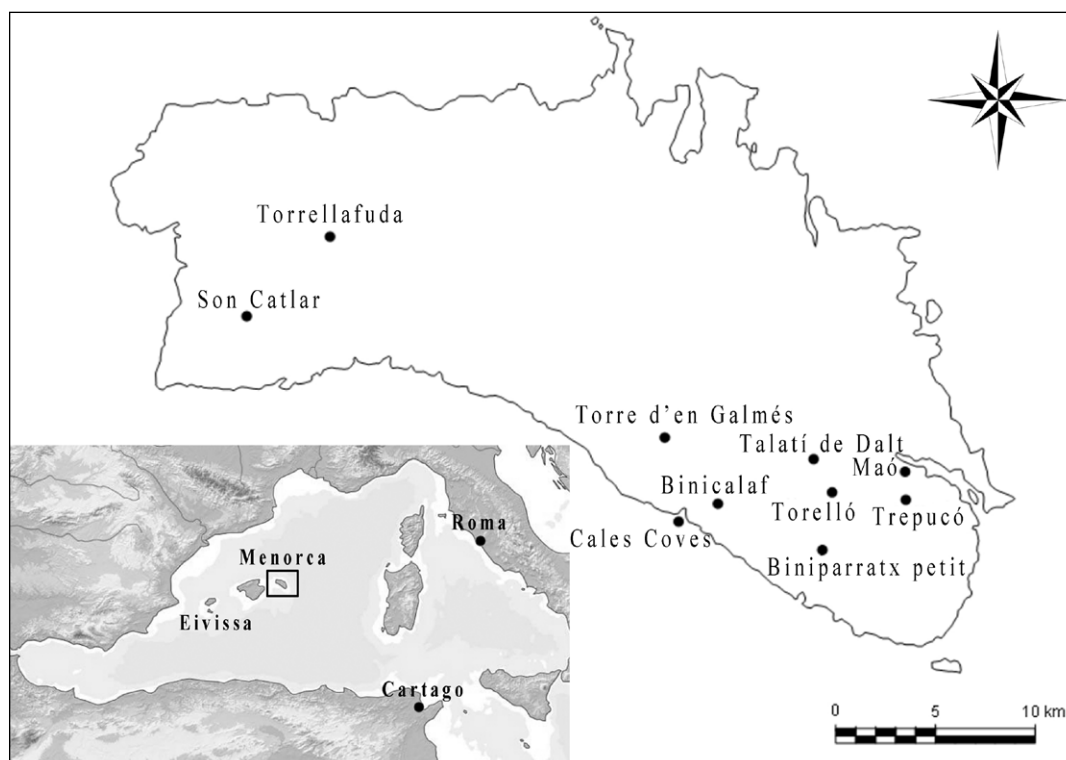 Torrellafuda
Son Catlar
Torre d'en Galmés
Talatí de Dalt
Maó
Binicalaf
Torelló
Trepucó
Cales Coves
Biniparratx petit
Roma
Menorca
Eivissa
Cartago
0 5 10 km